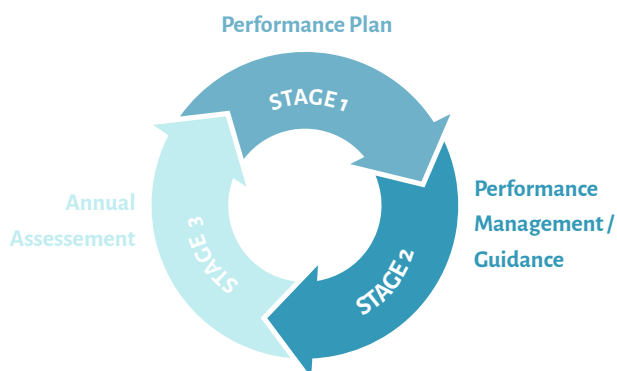 Performance Plan
STAGE 1
Performance
Management /
Guidance
STAGE 2
Annual
Assessement
STAGE 3